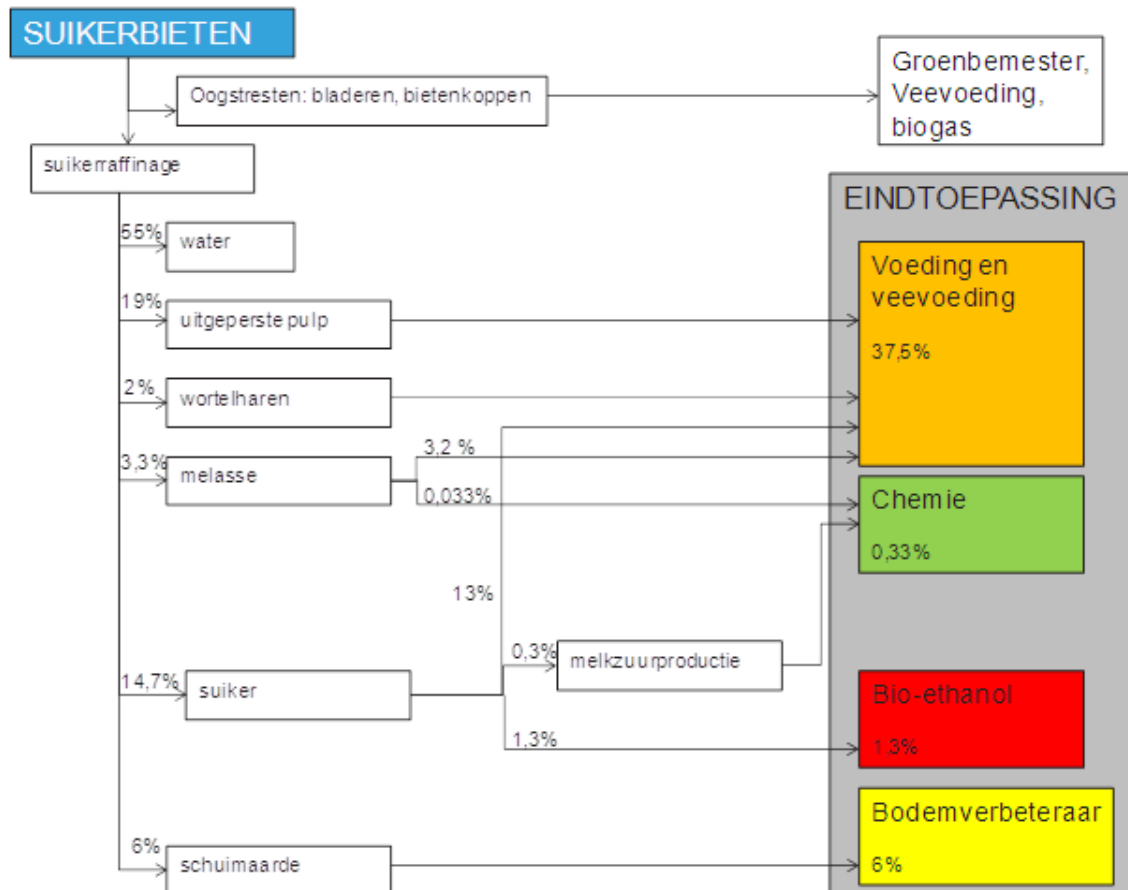 SUIKERBIETEN
Oogstresten: bladeren, bietenkoppen
Groenbemester,
Veevoeding,
biogas
suikerraffinage
EINDTOEPASSING
55%
water
Voeding en
veevoeding
37,5%
19%
uitgeperste pulp
2%
wortelharen
3,3%
melasse
3,2 %
0,033%
Chemie
0,33%
13%
14,7%
suiker
0,3%
melkzuurproductie
1,3%
Bio-ethanol
1,3%
Bodemverbeteraar
6%
6%
schuimaarde